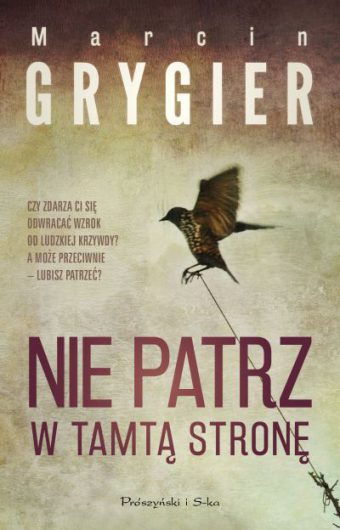 Marcin
GRYGIER
CZY ZDARZA CI SIĘ
ODWRACAĆ WZROK
OD LUDZKIEJ KRZYWDY?
A MOŻE PRZECIWNIE
– LUBISZ PATRZEĆ?
NIE PATRZ
W TAMTĄ STRONĘ
Prószyński i S-ka